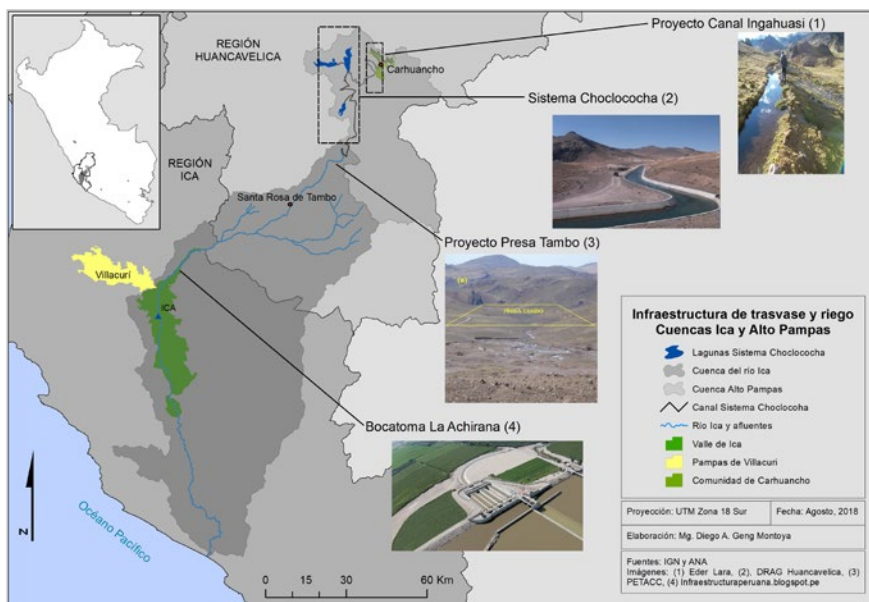 Proyecto Canal Ingahuasi (1)
REGIÓN
HUANCAVELICA
Carhuancho
Sistema Choclococha (2)
REGIÓN
ICA
Santa Rosa de Tambo
Proyecto Presa Tambo (3)
PRESA TAMBO
Villacurí
ICA
Bocatoma La Achirana (4)
Océano Pacífico
N
0 15 30 60 Km
Infraestructura de trasvase y riego
Cuencas Ica y Alto Pampas
Lagunas Sistema Choclococha
Cuenca del río Ica
Cuenca Alto Pampas
Canal Sistema Choclocoha
Río Ica y afluentes
Valle de Ica
Pampas de Villacuri
Comunidad de Carhuancho
Proyección: UTM Zona 18 Sur
Fecha: Agosto, 2018
Elaboración: Mg. Diego A. Geng Montoya
Fuentes: IGN y ANA
Imágenes: (1) Eder Lara, (2), DRAG Huancavelica, (3)
PETACC, (4) Infraestructuraperuana.blogspot.pe